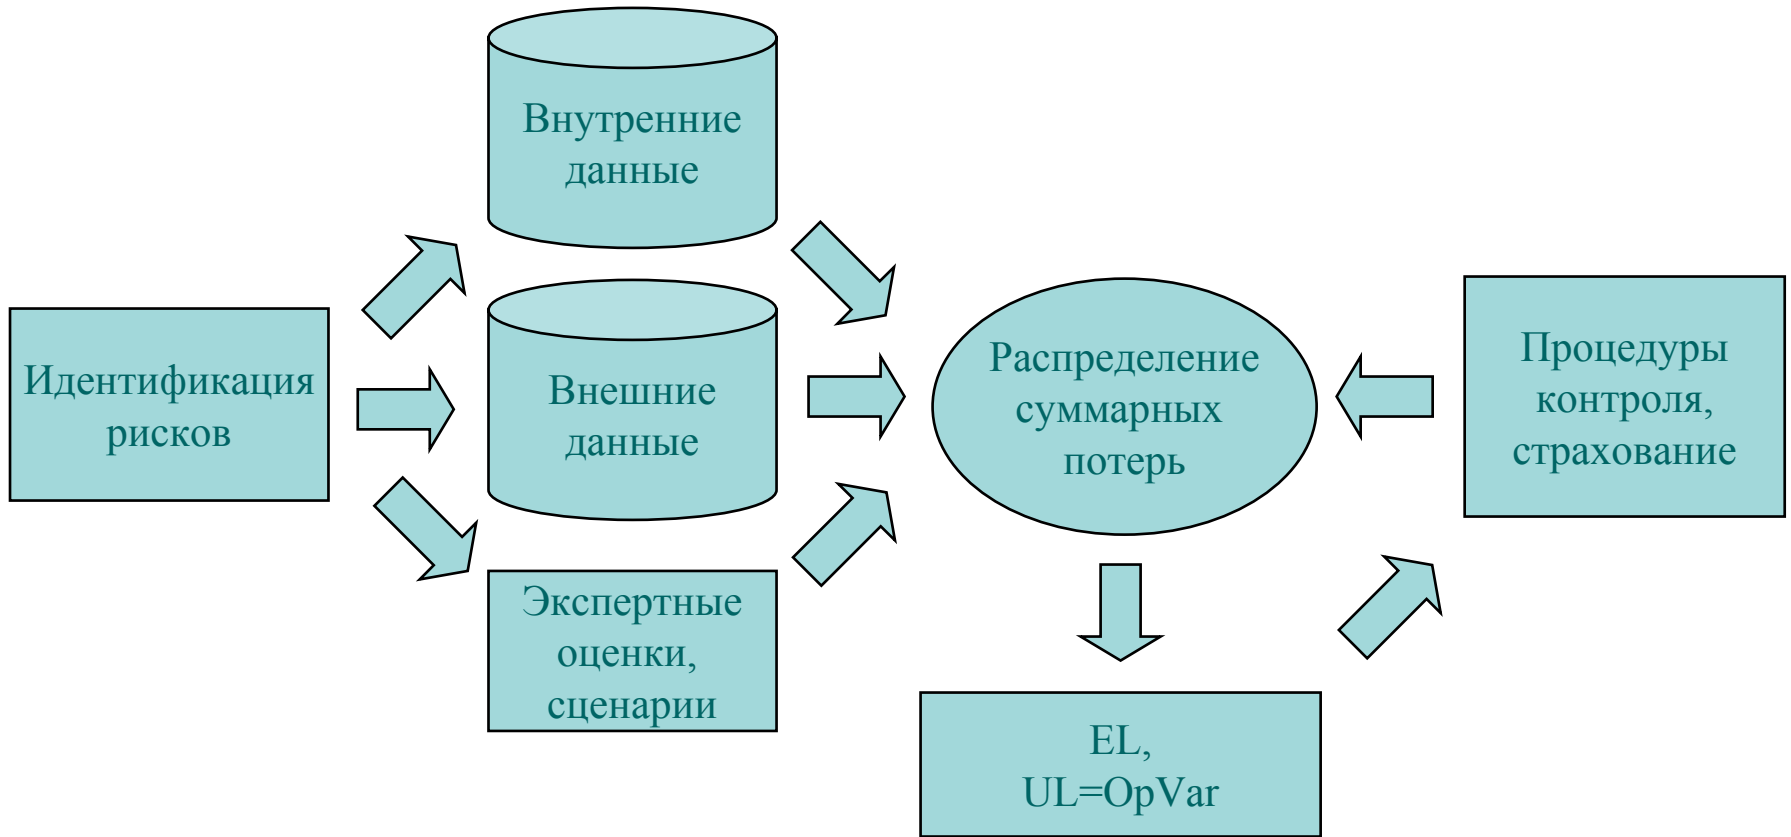 Внутренние
данные
Идентификация
рисков
Внешние
данные
Экспертные
оценки,
сценарии
Распределение
суммарных
потерь
Процедуры
контроля,
страхование
EL,
UL=OpVar